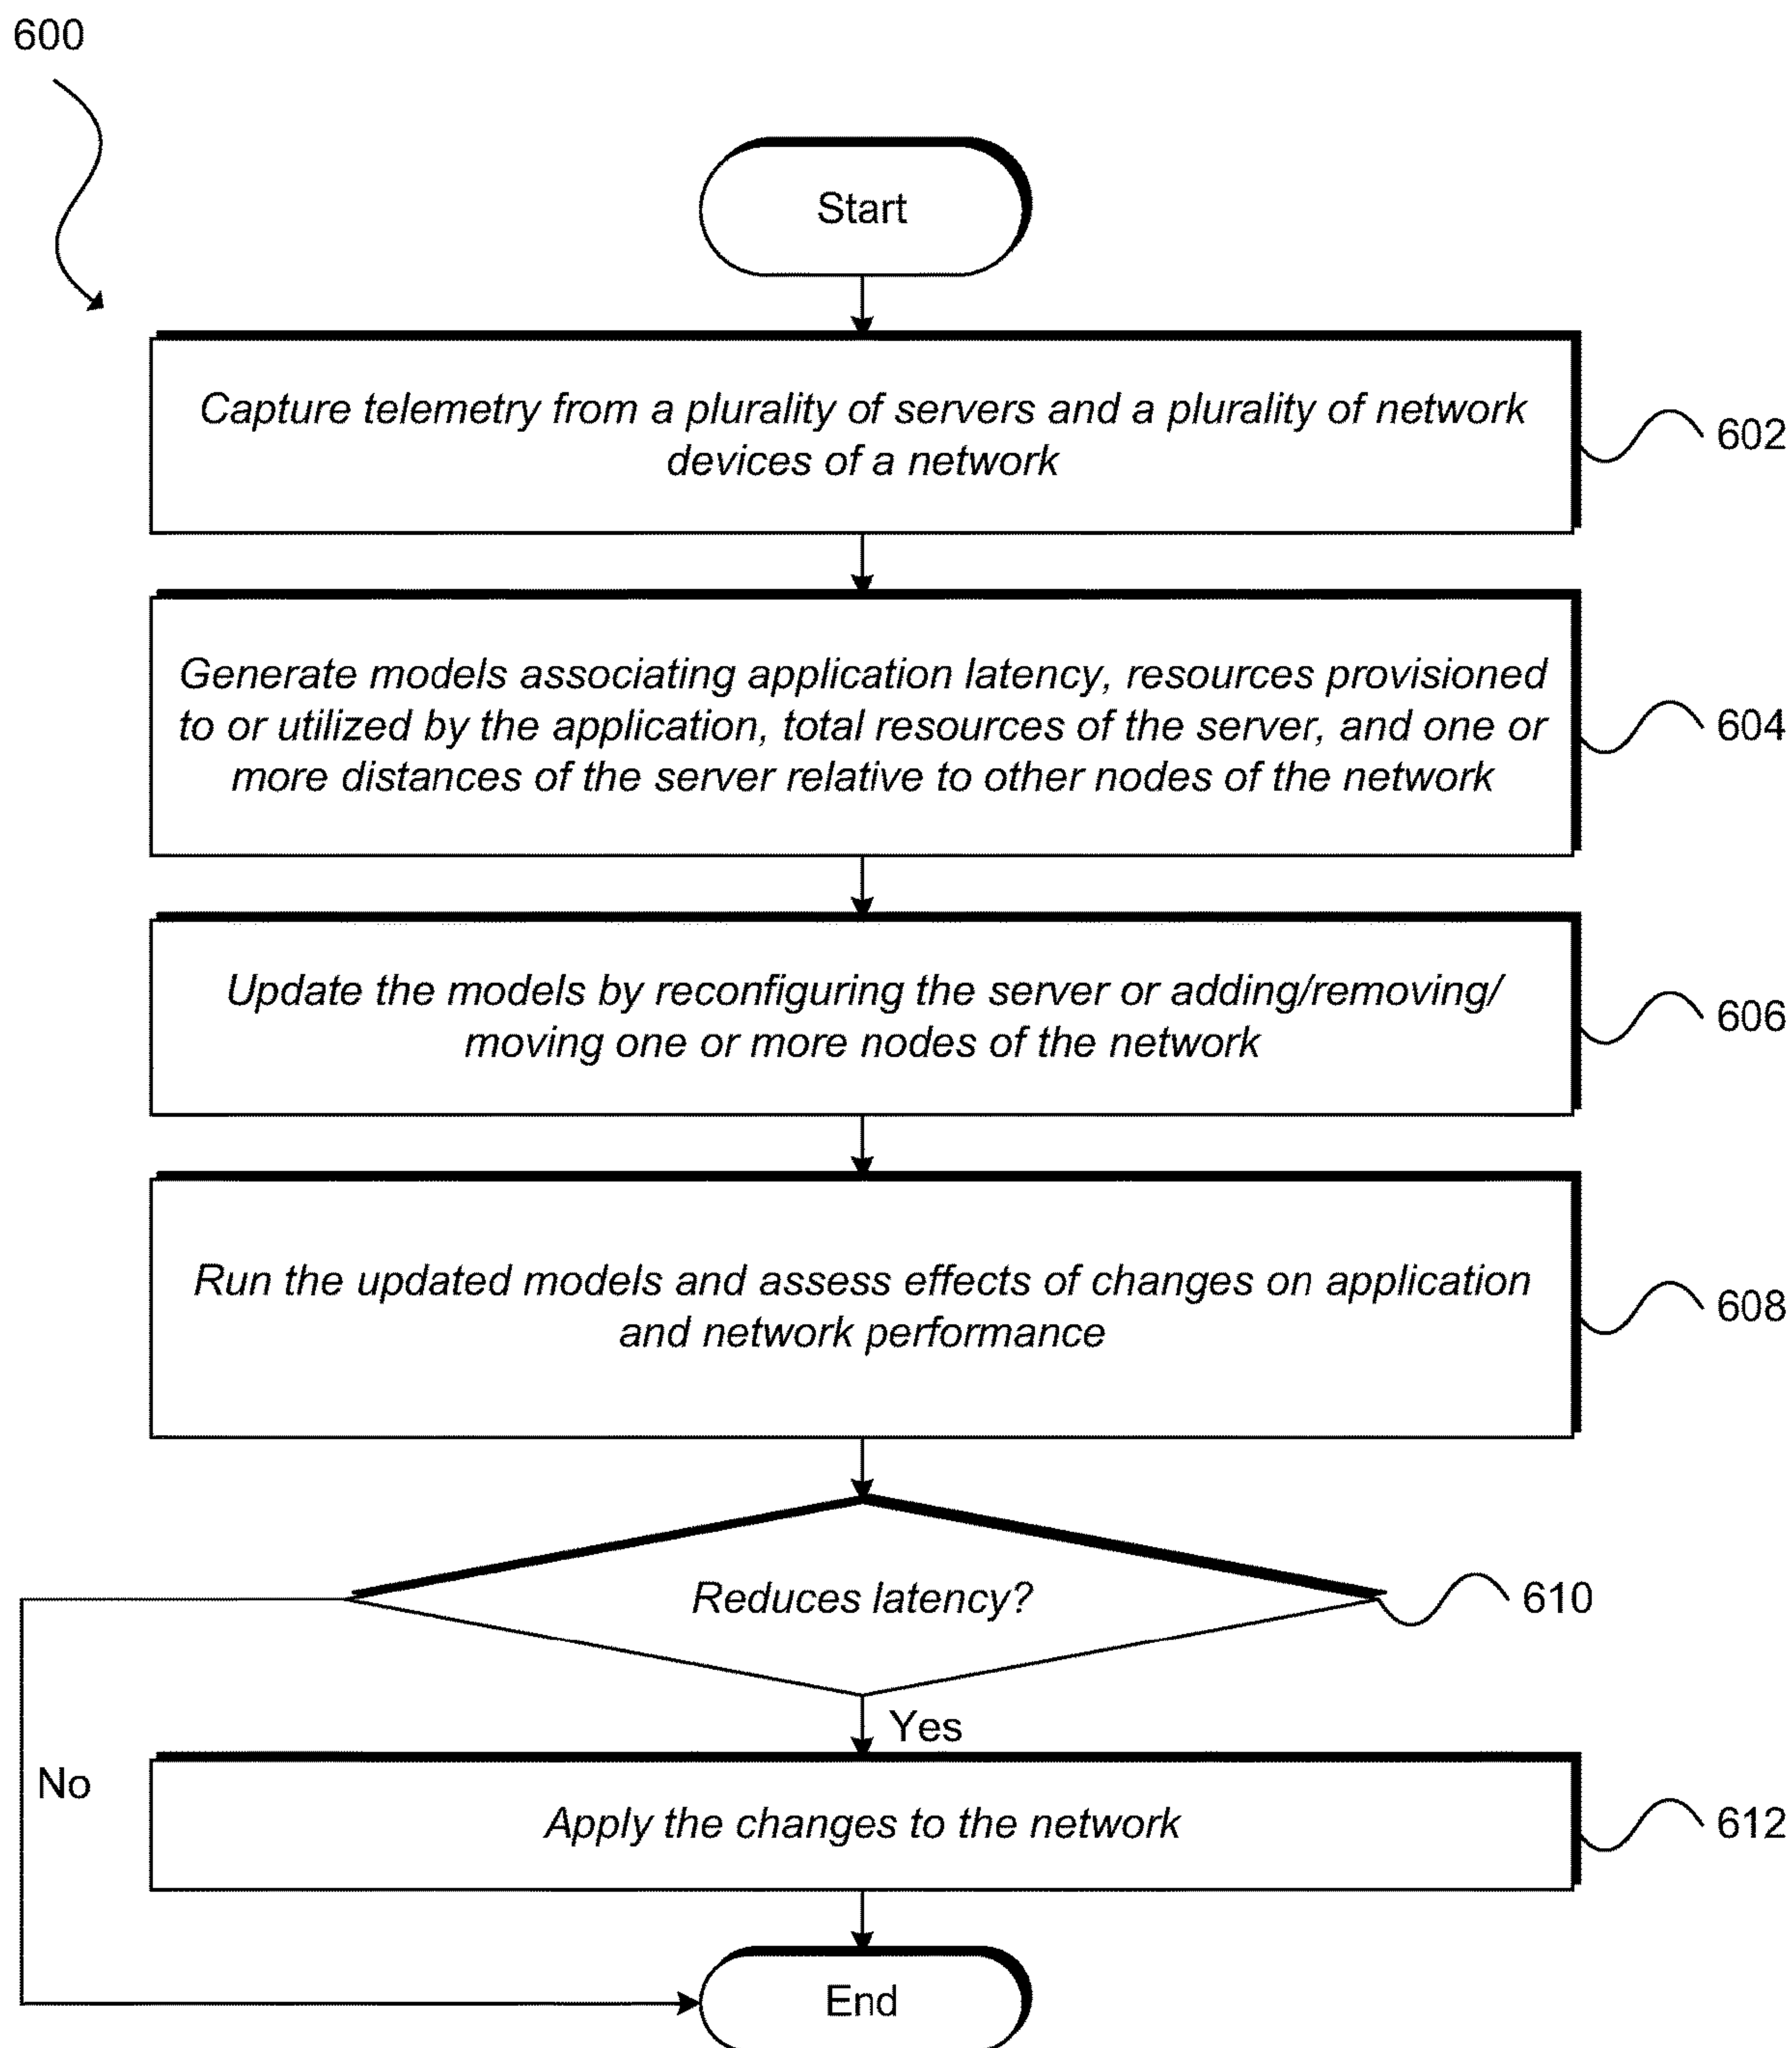 600
Start
Capture telemetry from a plurality of servers and a plurality of network
devices of a network
602
Generate models associating application latency, resources provisioned
to or utilized by the application, total resources of the server, and one or
more distances of the server relative to other nodes of the network
604
Update the models by reconfiguring the server or adding/removing/
moving one or more nodes of the network
606
Run the updated models and assess effects of changes on application
and network performance
608
Reduces latency?
610
Yes
No
Apply the changes to the network
612
End